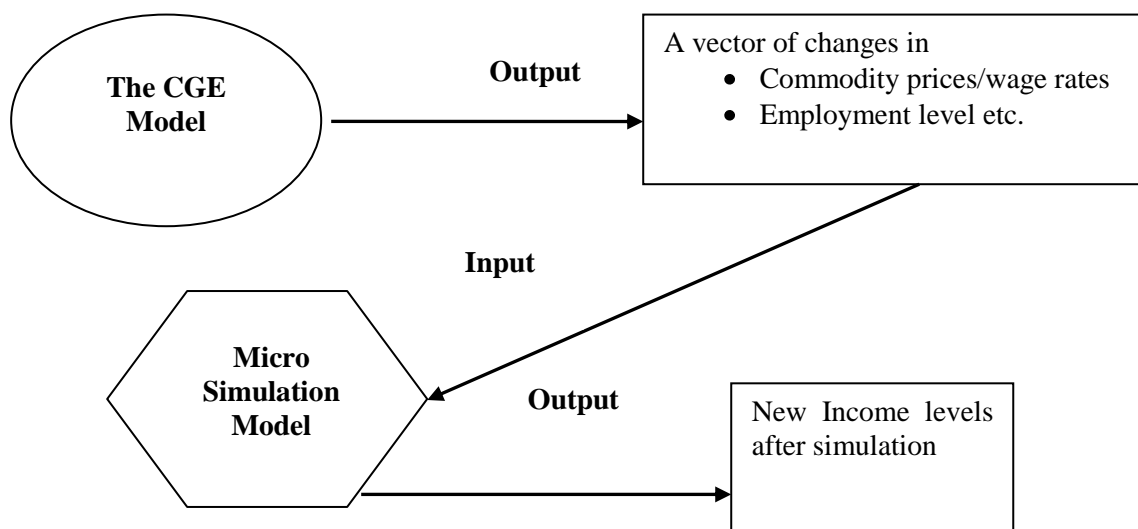 The CGE
Model
Output
A vector of changes in
• Commodity prices/wage rates
• Employment level etc.
Input
Micro
Simulation
Model
Output
New Income levels
after simulation